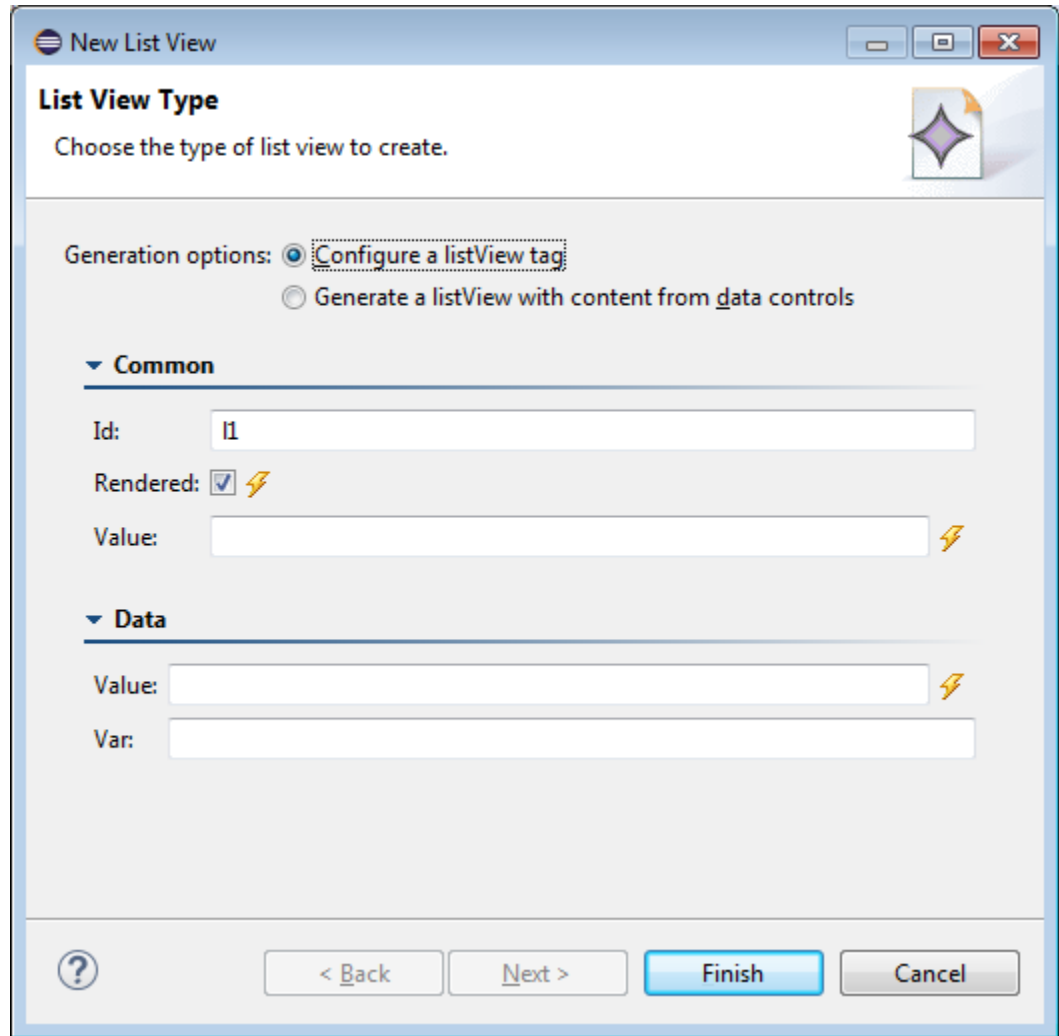 New List View
List View Type
Choose the type of list view to create.
Generation options: Configure a listView tag
Generate a listView with content from data controls
Common
Id: l1
Rendered:
Value:
Data
Value:
Var:
? < Back Next > Finish Cancel